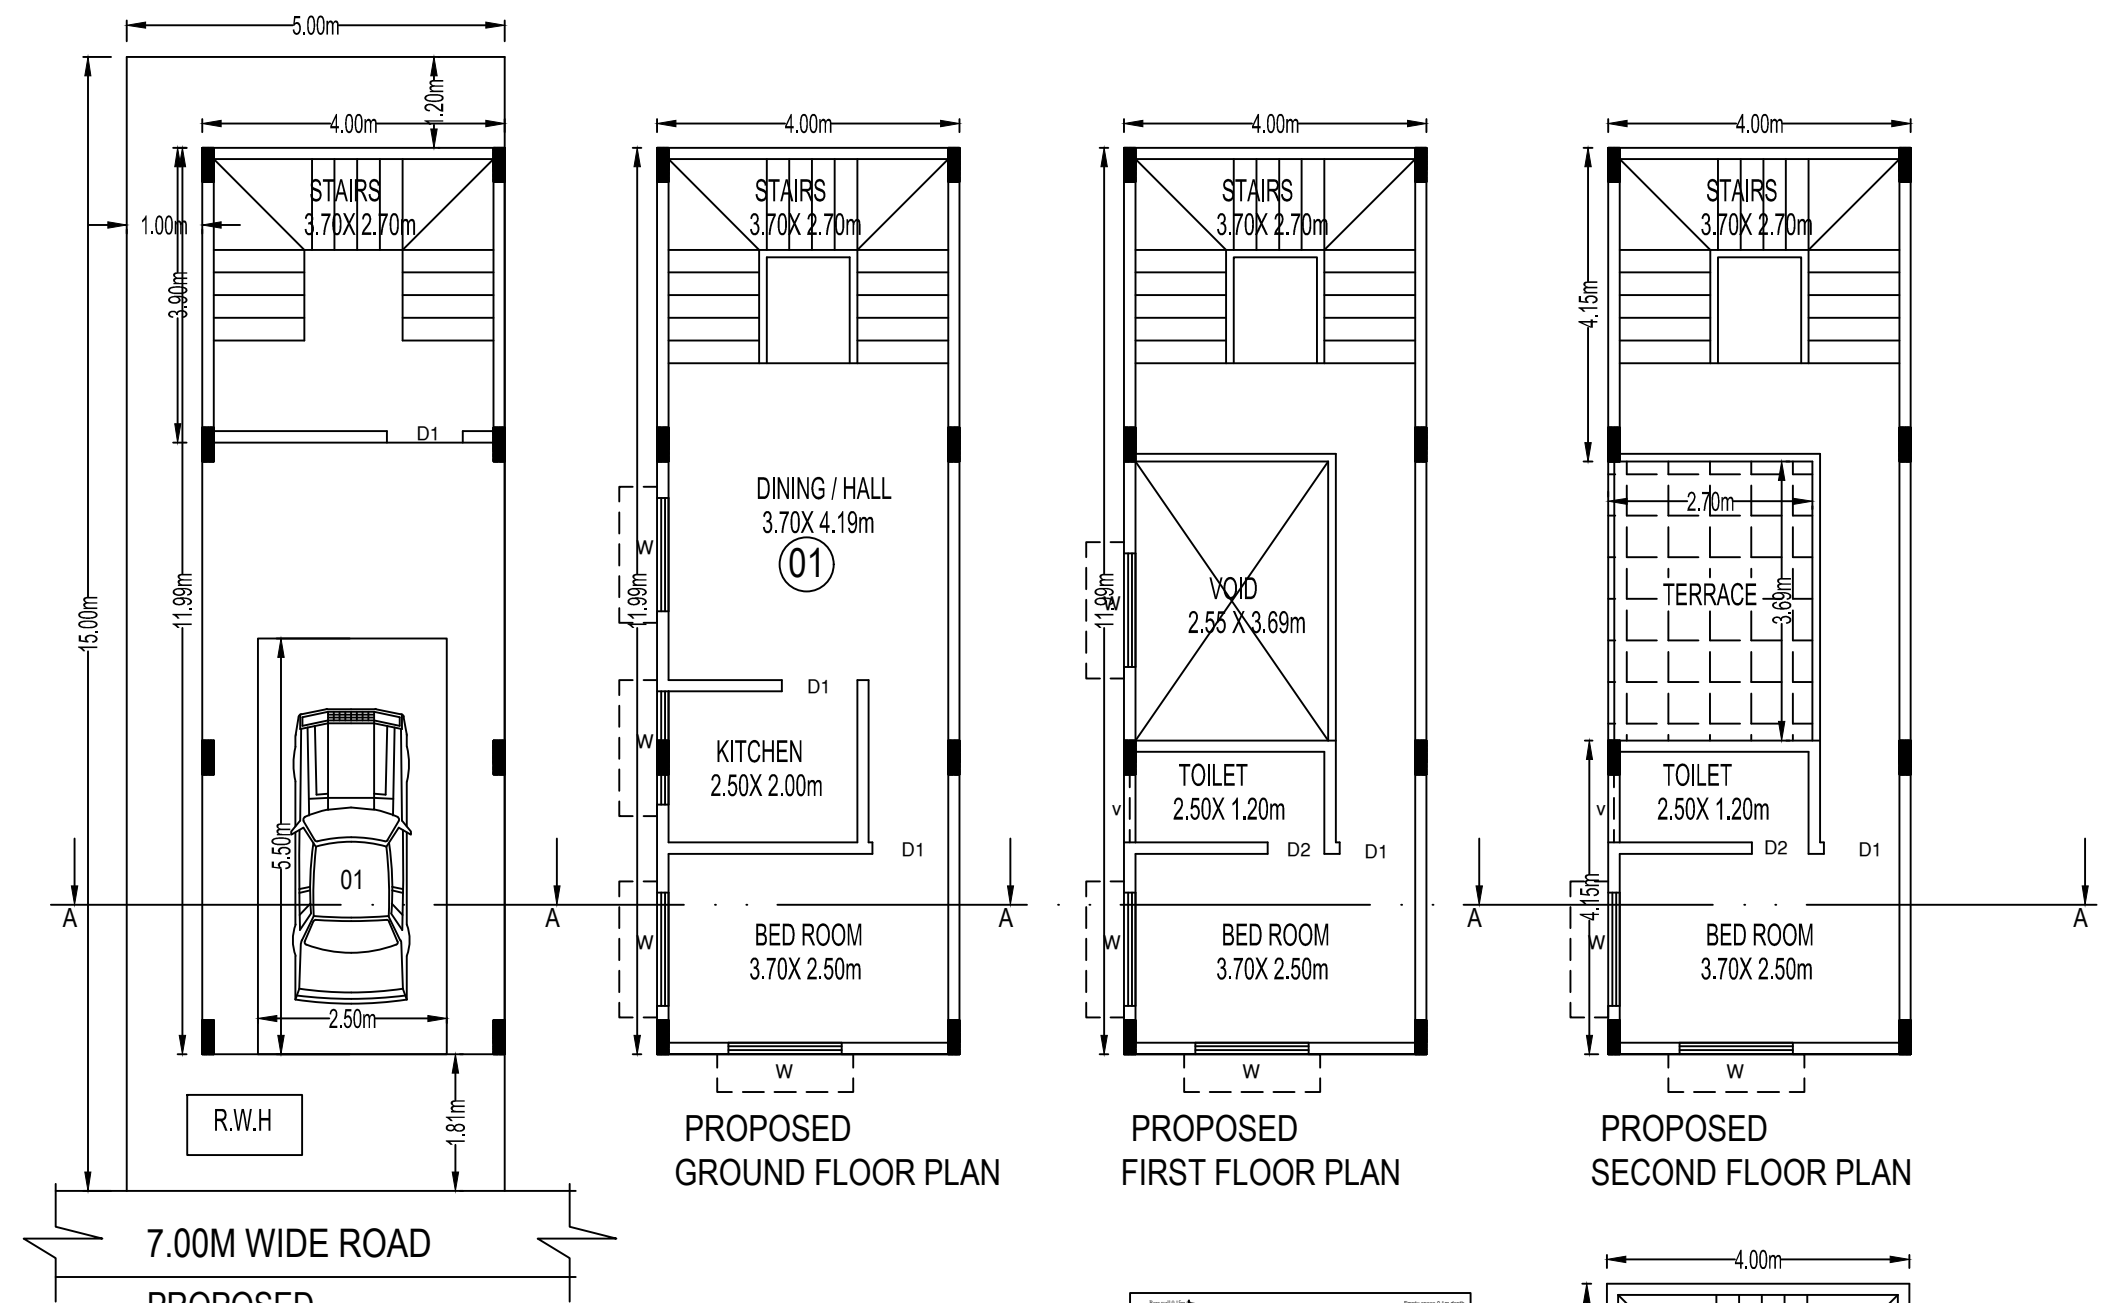 5.00m
1.20m
4.00m
STAIRS
3.70X 2.70m
1.00m
3.90m
D1
11.99m
15.00m
5.50m
01
A
A
2.50m
R.W.H
1.81m
7.00M WIDE ROAD
PROPOSED
4.00m
STAIRS
3.70X 2.70m
DINING / HALL
3.70X 4.19m
01
W
11.99m
D1
W
KITCHEN
2.50X 2.00m
D1
A
BED ROOM
3.70X 2.50m
W
W
PROPOSED
GROUND FLOOR PLAN
4.00m
STAIRS
3.70X 2.70m
11.99m
W
VOID
2.55 X 3.69m
TOILET
2.50X 1.20m
V
D2
D1
A
BED ROOM
3.70X 2.50m
W
W
PROPOSED
FIRST FLOOR PLAN
4.00m
STAIRS
3.70X 2.70m
4.15m
2.70m
TERRACE
3.69m
TOILET
2.50X 1.20m
V
D2
D1
4.15m
A
BED ROOM
3.70X 2.50m
W
W
PROPOSED
SECOND FLOOR PLAN
4.00m